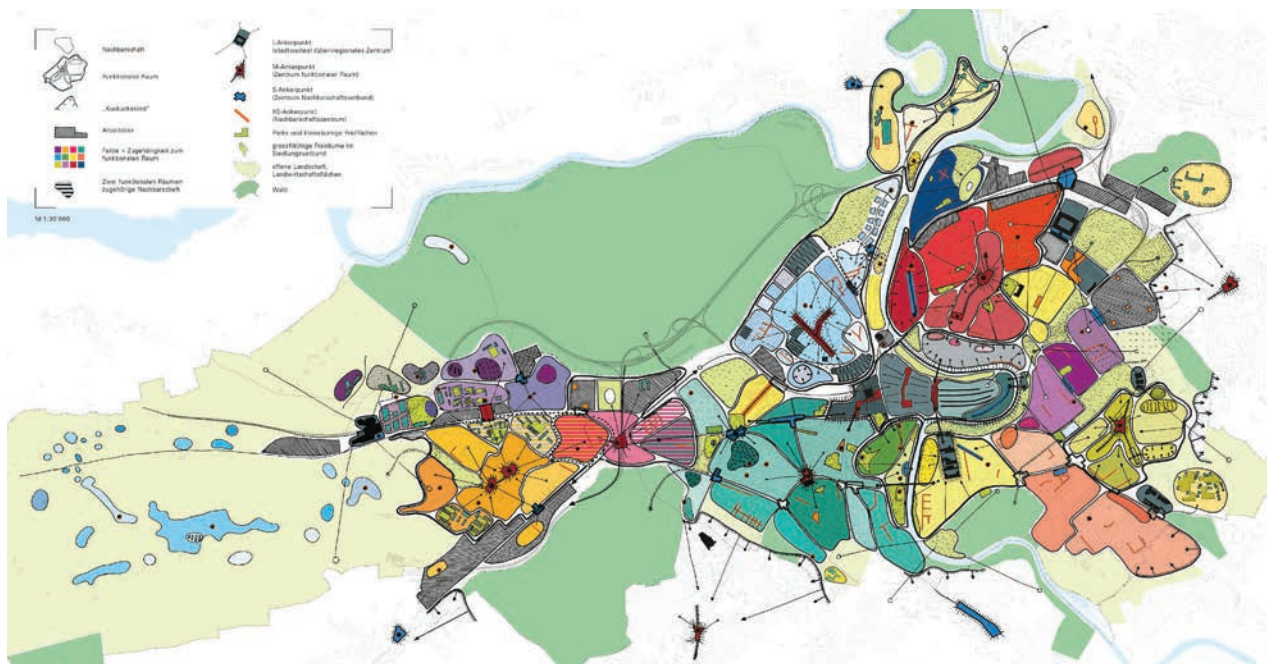 Nachbarschaft
Funktionaler Raum
„Kuckuckskind“
Arbeitsten
Farbe = Zugehörigkeit zum
funktionalen Raum
Zwei funktionalen Räumen
zugehörige Nachbarschaft
M 1:30'000
L-Ankerpunkt
(stadtweites/ überregionales Zentrum)
M-Ankerpunkt
(Zentrum funktionaler Raum)
S-Ankerpunkt
(Zentrum Nachbarschaftsverbund)
XS-Ankerpunkt
(Nachbarschaftszentrum)
Parks und kleinräumige Freiflächen
grossflächige Freiräume im
Siedlungsverbund
offene Landschaft,
Landwirtschaftsflächen
Wald